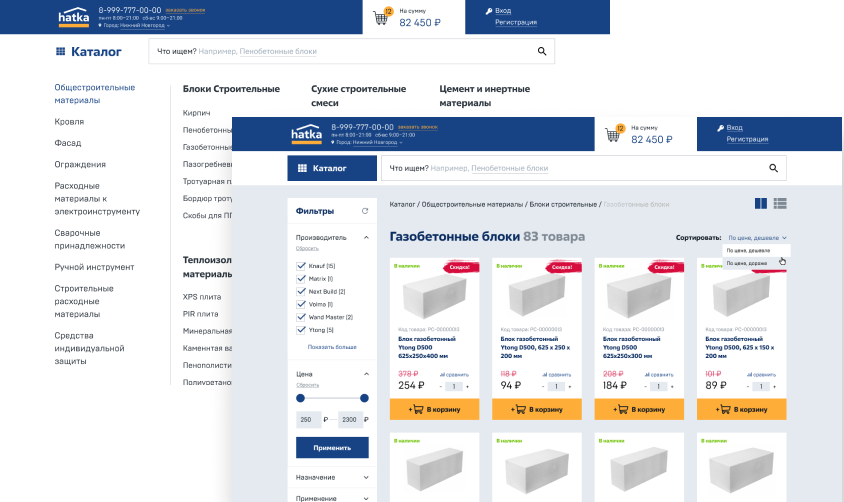 hatka
8-999-777-00-00 заказать звонок
пн-пт 8:00-21:00 сб-вс 9:00-21:00
Город: Нижний Новгород
12
На сумму
82 450 ₽
Вход
Регистрация
Каталог
Что ищем? Например, Пенобетонные блоки
Общестроительные
материалы
Кровля
Фасад
Ограждения
Расходные
материалы к
электроинструменту
Сварочные
принадлежности
Ручной инструмент
Строительные
расходные
материалы
Средства
индивидуальной
защиты
Блоки Строительные
Кирпич
Пенобетонны
Газобетонные
Пазогребнев
Тротуарная п
Бордюр трот
Скобы для ПГ
Теплоизол
материаль
XPS плита
PIR плита
Минеральная
Каменная ва
Пенополисти
Полиуретано
Сухие строительные
смеси
Цемент и инертные
материалы
hatka
8-999-777-00-00 заказать звонок
пн-пт 8:00-21:00 сб-вс 9:00-21:00
Город: Нижний Новгород
12
На сумму
82 450 ₽
Вход
Регистрация
Каталог
Что ищем? Например, Пенобетонные блоки
Фильтры
Производитель
Сбросить
Knauf (15)
Matrix (1)
Next Build (2)
Volma (1)
Wand Master (2)
Ytong (5)
Показать больше
Цена
Сбросить
250 ₽ — 2300 ₽
Применить
Назначение
Применение
Каталог / Общестроительные материалы / Блоки строительные / Газобетонные блоки
Газобетонные блоки 83 товара
Сортировать: По цене, дешевле
По цене, дешевле
По цене, дороже
В наличии Скидка!
Код товара: РС-00000013
Блок газобетонный
Ytong D500
625x250x400 мм
378 ₽ сравнить
254 ₽ - 1 +
+ В корзину
В наличии Скидка!
Код товара: РС-00000013
Блок газобетонный
Ytong D500, 625 x 250 x
200 мм
118 ₽ сравнить
94 ₽ - 1 +
+ В корзину
В наличии Скидка!
Код товара: РС-00000013
Блок газобетонный
Ytong D500
625x250x300 мм
208 ₽ сравнить
184 ₽ - 1 +
+ В корзину
В наличии
Код товара: РС-00000013
Блок газобетонный
Ytong D500, 625 x 150 x
200 мм
101 ₽ сравнить
89 ₽ - 1 +
+ В корзину
В наличии
В наличии
В наличии
В наличии